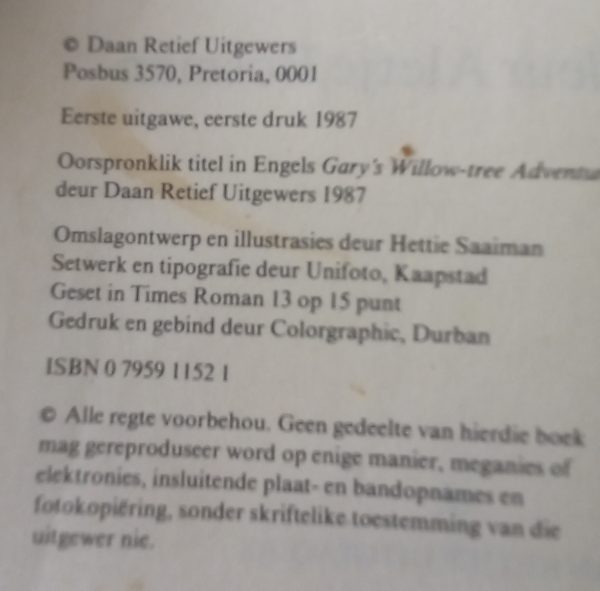 © Daan Retief Uitgewers
Posbus 3570, Pretoria, 0001
Eerste uitgawe, eerste druk 1987
Oorspronklik titel in Engels Gary's Willow-tree Adventu
deur Daan Retief Uitgewers 1987
Omslagontwerp en illustrasies deur Hettie Saaiman
Setwerk en tipografie deur Unifoto, Kaapstad
Geset in Times Roman 13 op 15 punt
Gedruk en gebind deur Colorgraphic, Durban
ISBN 0 7959 1152 1
© Alle regte voorbehou. Geen gedeelte van hierdie boek
mag gereproduseer word op enige manier, meganies of
elektronies, insluitende plaat- en bandopnames en
fotokopiëring, sonder skriftelike toestemming van die
uitgewer nie.